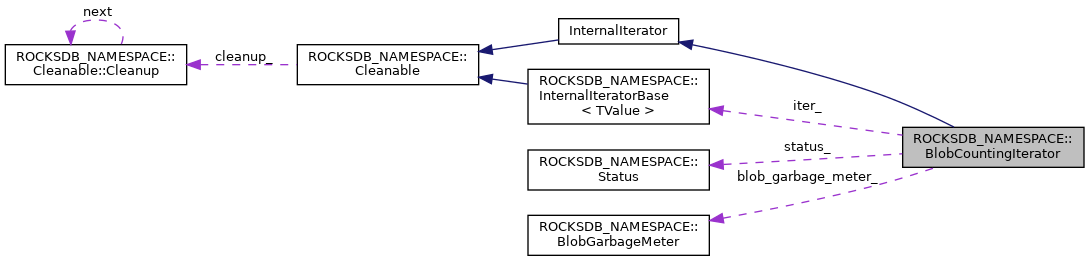 next
ROCKSDB_NAMESPACE::
Cleanable::Cleanup
cleanup_
ROCKSDB_NAMESPACE::
Cleanable
InternalIterator
ROCKSDB_NAMESPACE::
InternalIteratorBase
< TValue >
iter_
ROCKSDB_NAMESPACE::
Status
status_
ROCKSDB_NAMESPACE::
BlobGarbageMeter
blob_garbage_meter_
ROCKSDB_NAMESPACE::
BlobCountingIterator